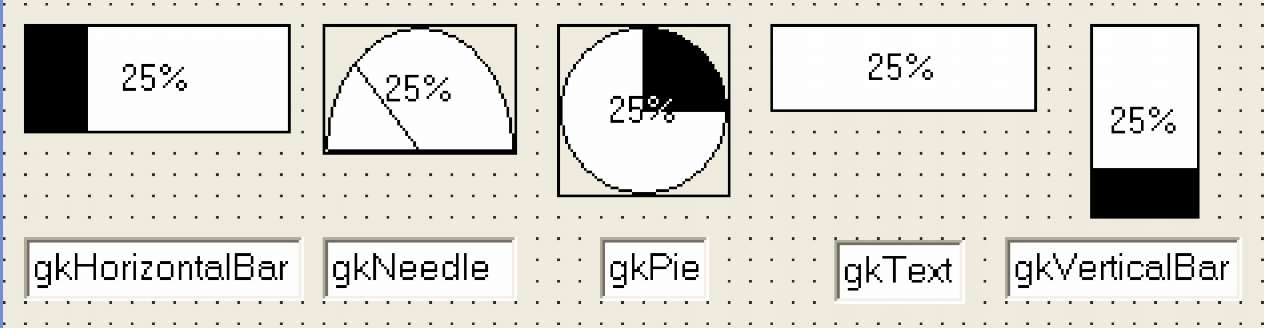 25%
25%
25%
25%
25%
gkHorizontalBar
gkNeedle
gkPie
gkText
gkVerticalBar